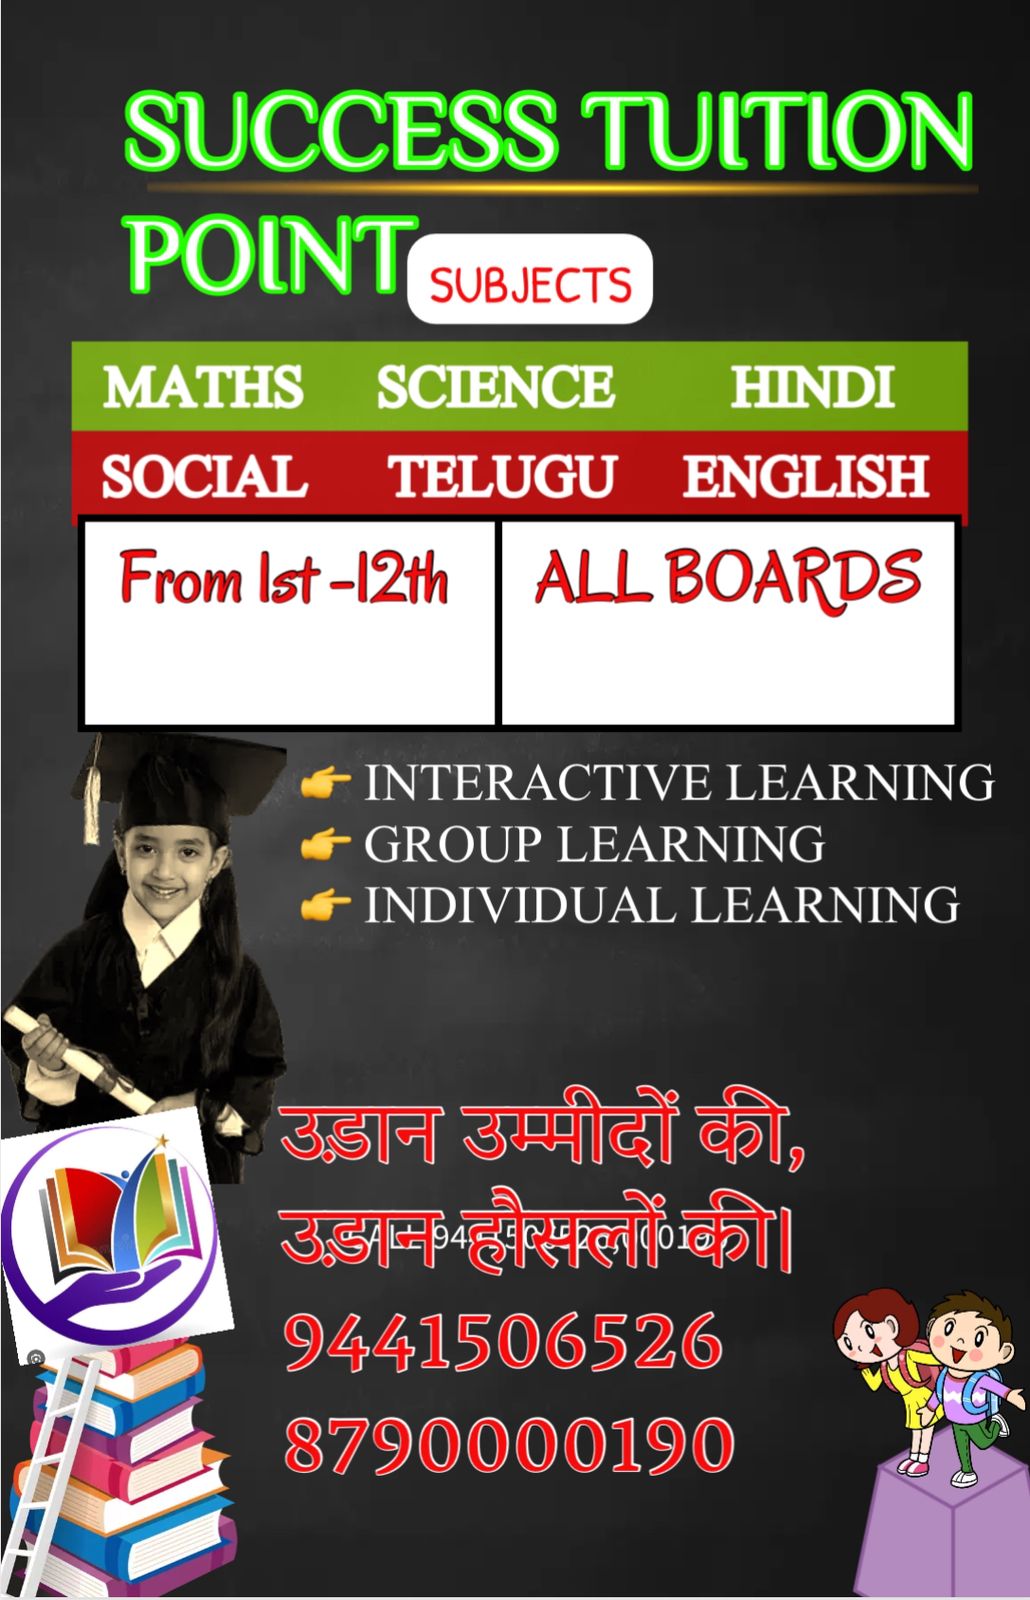 SUCCESS TUITION
POINT
SUBJECTS
MATHS SCIENCE HINDI
SOCIAL TELUGU ENGLISH
From 1st -12th
ALL BOARDS
👉 INTERACTIVE LEARNING
👉 GROUP LEARNING
👉 INDIVIDUAL LEARNING
उड़ान उम्मीदों की,
उड़ान हौसलों की।
9441506526
8790000190